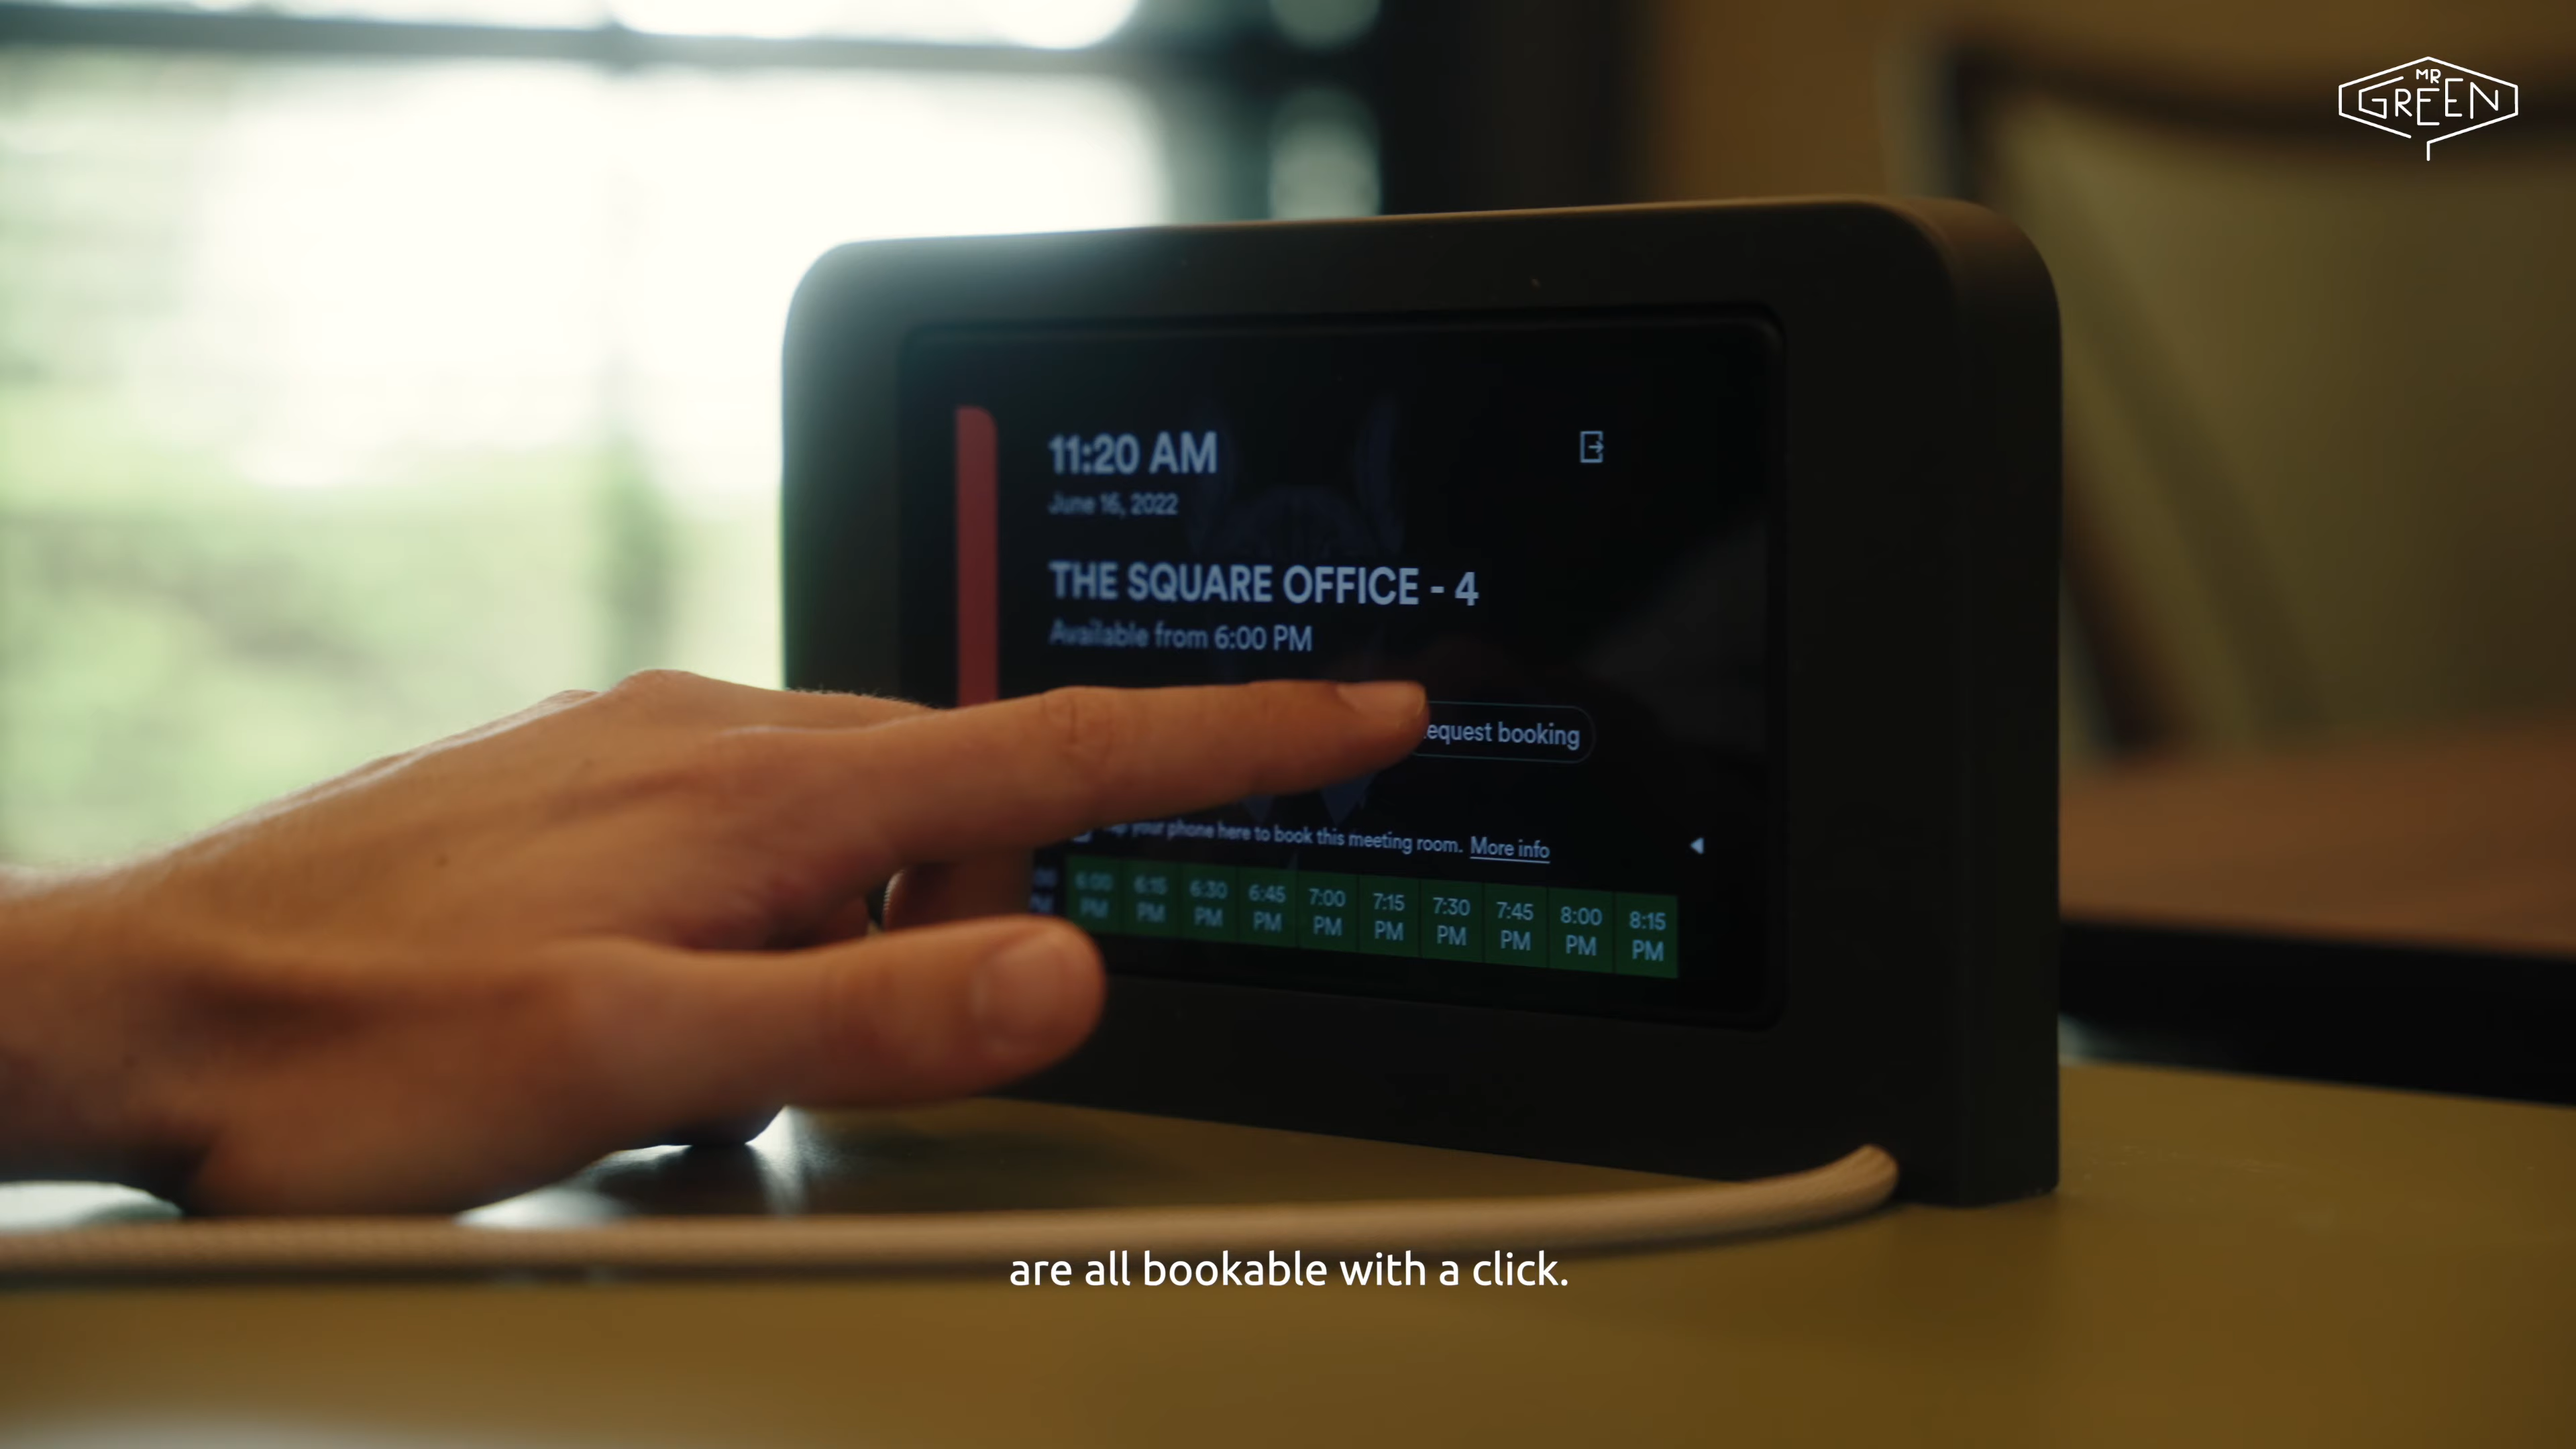 MR
GREEN
11:20 AM
June 16, 2022
THE SQUARE OFFICE - 4
Available from 6:00 PM
equest booking
your phone here to book this meeting room. More info
6:00 PM 6:15 PM 6:30 PM 6:45 PM 7:00 PM 7:15 PM 7:30 PM 7:45 PM 8:00 PM 8:15 PM
are all bookable with a click.